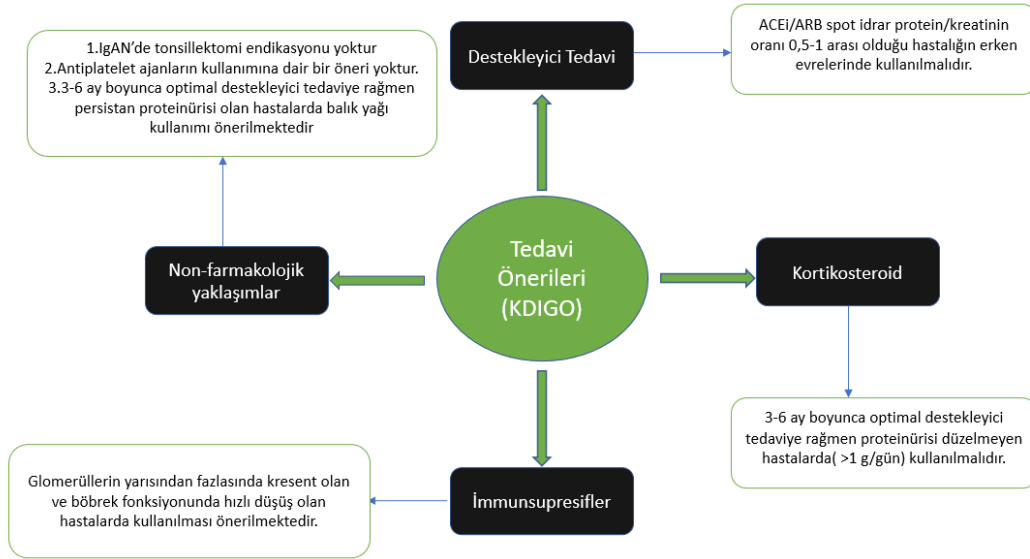 1.IgAN’de tonsillektomi endikasyonu yoktur
2.Antiplatelet ajanların kullanımına dair bir öneri yoktur.
3.3-6 ay boyunca optimal destekleyici tedaviye rağmen
persistan proteinürisi olan hastalarda balık yağı
kullanımı önerilmektedir
Destekleyici Tedavi
ACEi/ARB spot idrar protein/kreatinin
oranı 0,5-1 arası olduğu hastalığın erken
evrelerinde kullanılmalıdır.
Non-farmakolojik
yaklaşımlar
Tedavi
Önerileri
(KDIGO)
Kortikosteroid
3-6 ay boyunca optimal destekleyici
tedaviye rağmen proteinürisi düzelmeyen
hastalarda( >1 g/gün) kullanılmalıdır.
Glomerüllerin yarısından fazlasında kresent olan
ve böbrek fonksiyonunda hızlı düşüş olan
hastalarda kullanılması önerilmektedir.
İmmunsupresifler